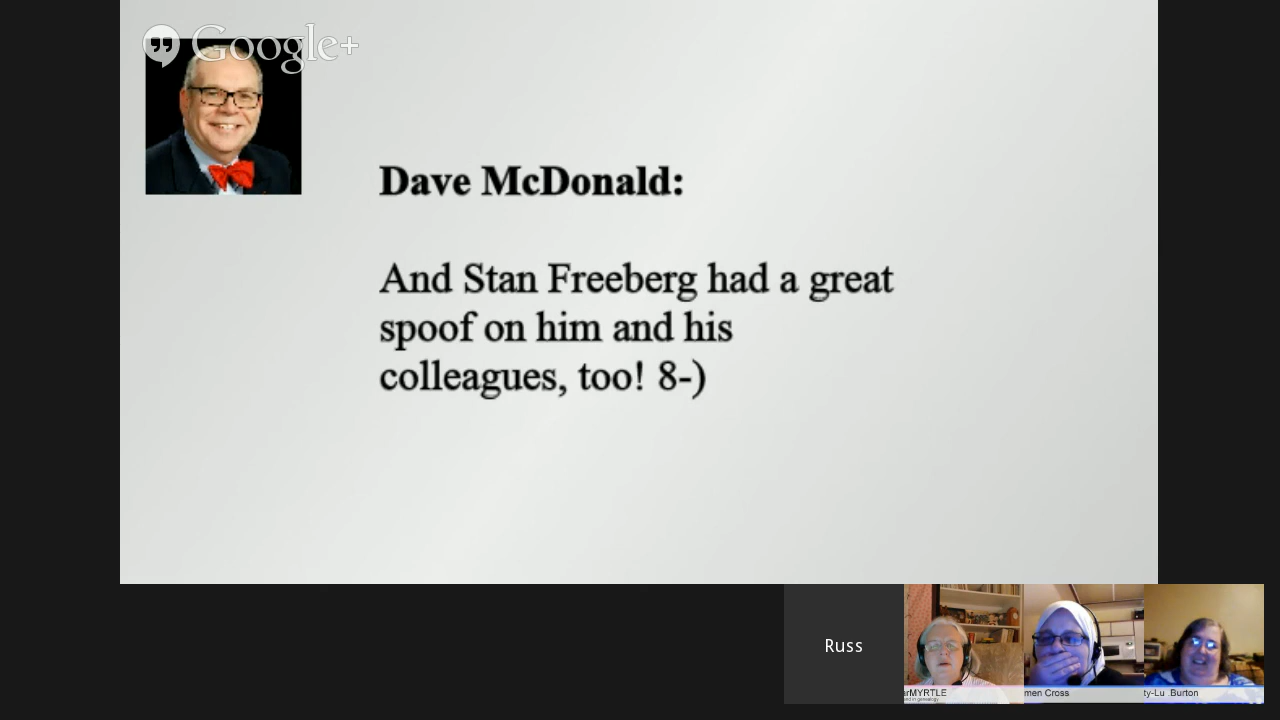 Google+
Dave McDonald:
And Stan Freeberg had a great
spoof on him and his
colleagues, too! 8-)
Russ
arMYRTLE
men Cross
ty-Lu .Burton